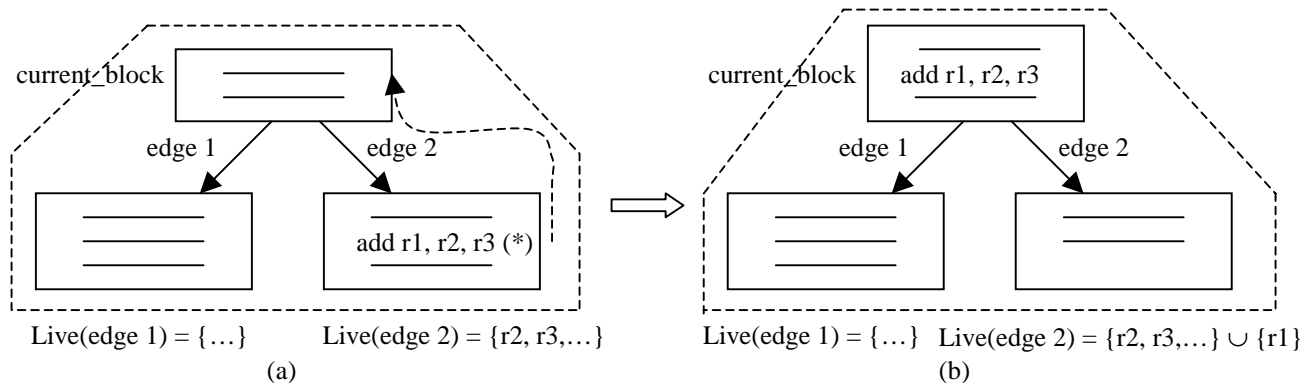 current_block
edge 1
edge 2
add r1, r2, r3 (*)
Live(edge 1) = {…}
Live(edge 2) = {r2, r3,…}
(a)
current_block
add r1, r2, r3
edge 1
edge 2
Live(edge 1) = {…}
Live(edge 2) = {r2, r3,…} ∪ {r1}
(b)